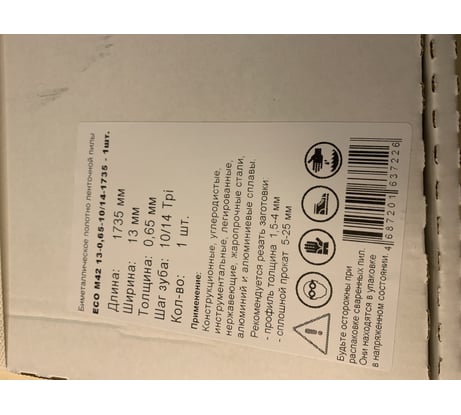 Биметаллическое полотно ленточной пилы
ECO M42 13-0,65-10/14-1735 - 1шт.
Длина: 1735 мм
Ширина: 13 мм
Толщина: 0,65 мм
Шаг зуба: 10/14 Tpi
Кол-во: 1 шт.
Применение:
Конструкционные, углеродистые,
инструментальные, легированные,
нержавеющие, жаропрочные стали,
алюминий и алюминиевые сплавы.
Рекомендуется резать заготовки:
- профиль толщина 1,5-4 мм
- сплошной прокат 5-25 мм
4 687201 637226
Будьте осторожны при
распаковке сваренных пил.
Они находятся в упаковке
в напряженном состоянии.